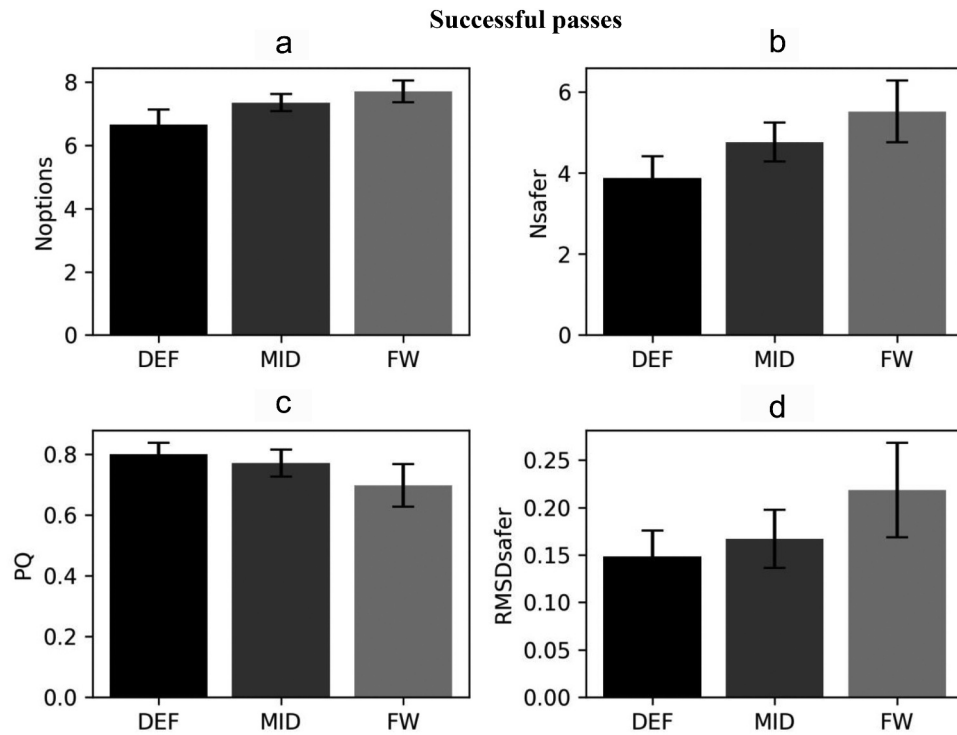 Successful passes
a
8
6
4
2
0
Noptions
DEF MID FW
b
6
4
2
0
Nsafer
DEF MID FW
c
0.8
0.6
0.4
0.2
0.0
PQ
DEF MID FW
d
0.25
0.20
0.15
0.10
0.05
0.00
RMSDsafer
DEF MID FW